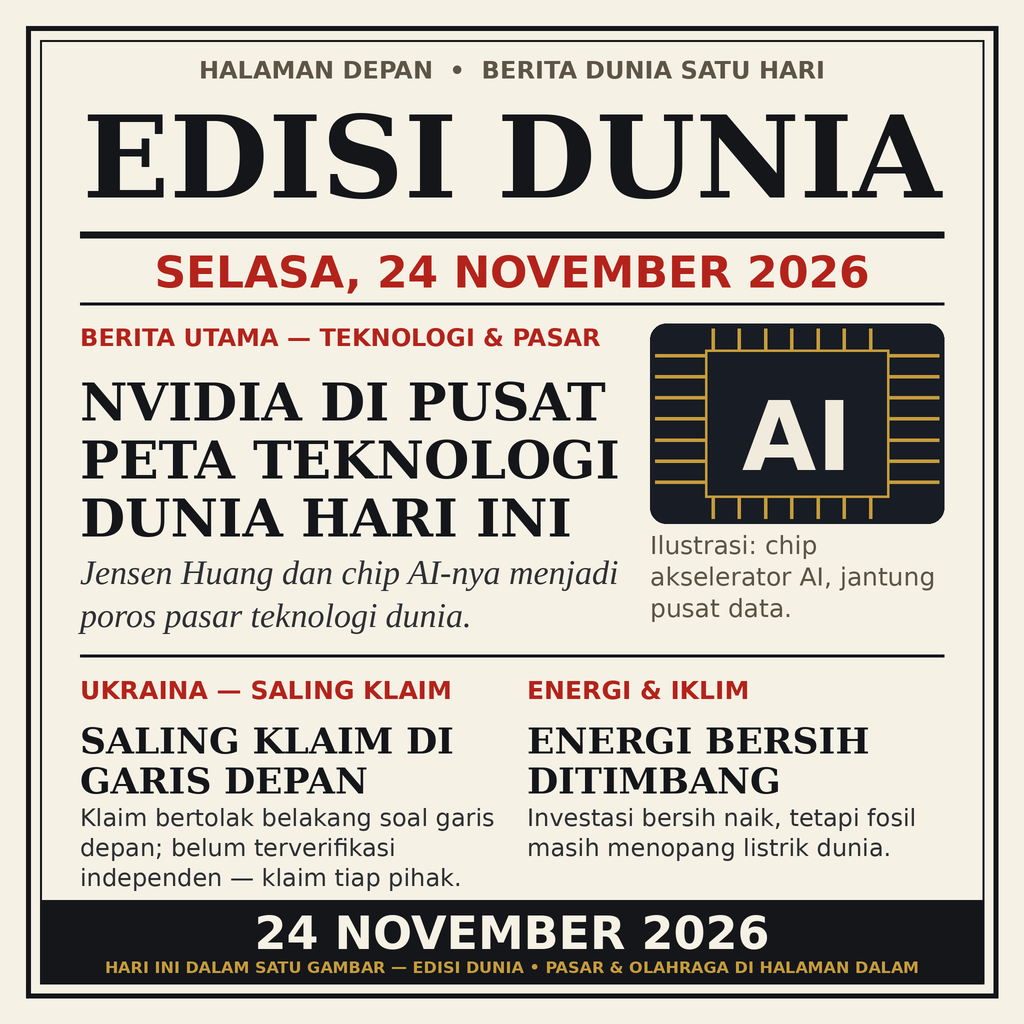 HALAMAN DEPAN • BERITA DUNIA SATU HARI
EDISI DUNIA
SELASA, 24 NOVEMBER 2026
BERITA UTAMA — TEKNOLOGI & PASAR
NVIDIA DI PUSAT
PETA TEKNOLOGI
DUNIA HARI INI
Jensen Huang dan chip AI-nya menjadi
poros pasar teknologi dunia.
AI
Ilustrasi: chip
akselerator AI, jantung
pusat data.
UKRAINA — SALING KLAIM
SALING KLAIM DI
GARIS DEPAN
Klaim bertolak belakang soal garis
depan; belum terverifikasi
independen — klaim tiap pihak.
ENERGI & IKLIM
ENERGI BERSIH
DITIMBANG
Investasi bersih naik, tetapi fosil
masih menopang listrik dunia.
24 NOVEMBER 2026
HARI INI DALAM SATU GAMBAR — EDISI DUNIA • PASAR & OLAHRAGA DI HALAMAN DALAM